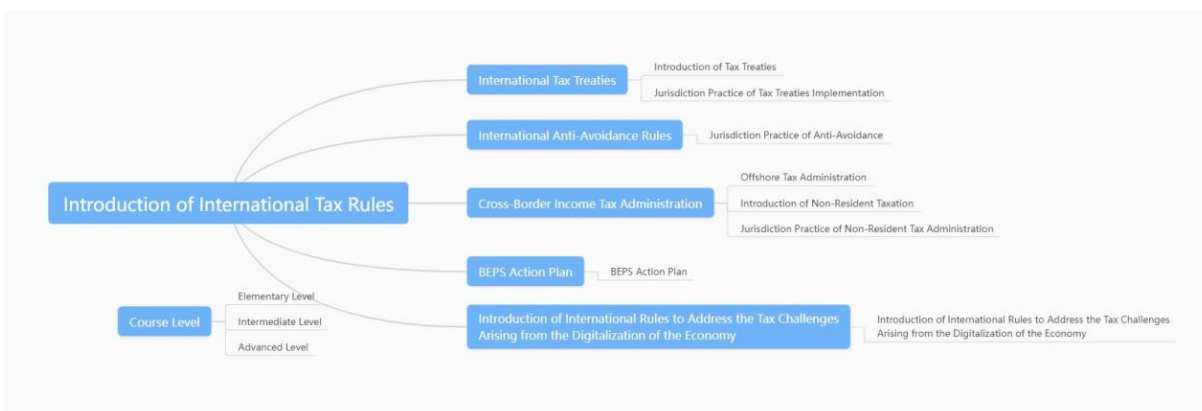 Introduction of International Tax Rules
International Tax Treaties
Introduction of Tax Treaties
Jurisdiction Practice of Tax Treaties Implementation
International Anti-Avoidance Rules
Jurisdiction Practice of Anti-Avoidance
Cross-Border Income Tax Administration
Offshore Tax Administration
Introduction of Non-Resident Taxation
Jurisdiction Practice of Non-Resident Tax Administration
BEPS Action Plan
BEPS Action Plan
Introduction of International Rules to Address the Tax Challenges
Arising from the Digitalization of the Economy
Introduction of International Rules to Address the Tax Challenges
Arising from the Digitalization of the Economy
Course Level
Elementary Level
Intermediate Level
Advanced Level